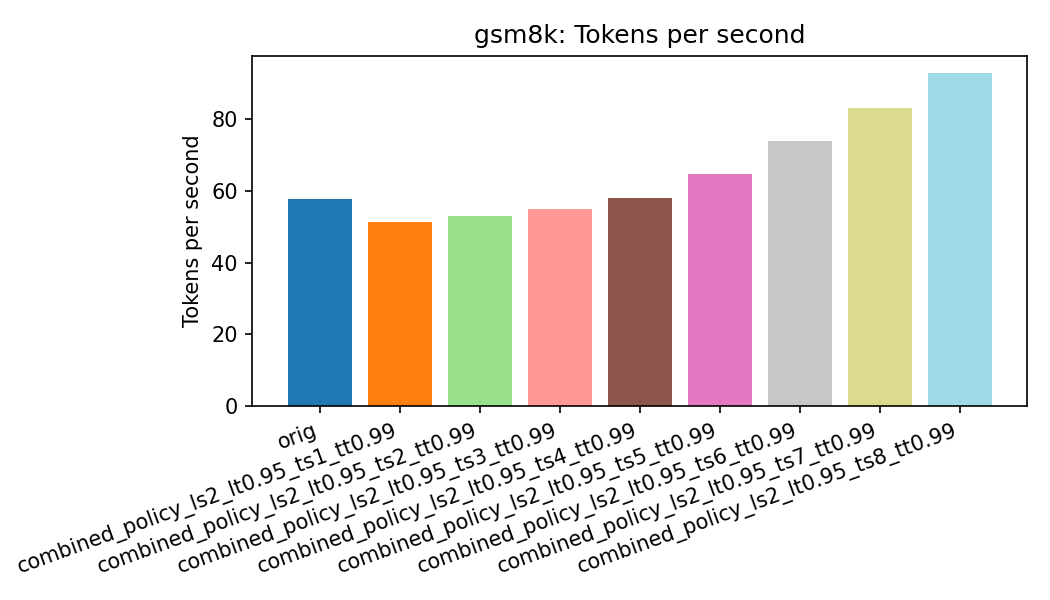 gsm8k: Tokens per second
Tokens per second
80
60
40
20
0
orig
combined_policy_ls2_lt0.95_ts1_tt0.99
combined_policy_ls2_lt0.95_ts2_tt0.99
combined_policy_ls2_lt0.95_ts3_tt0.99
combined_policy_ls2_lt0.95_ts4_tt0.99
combined_policy_ls2_lt0.95_ts5_tt0.99
combined_policy_ls2_lt0.95_ts6_tt0.99
combined_policy_ls2_lt0.95_ts7_tt0.99
combined_policy_ls2_lt0.95_ts8_tt0.99